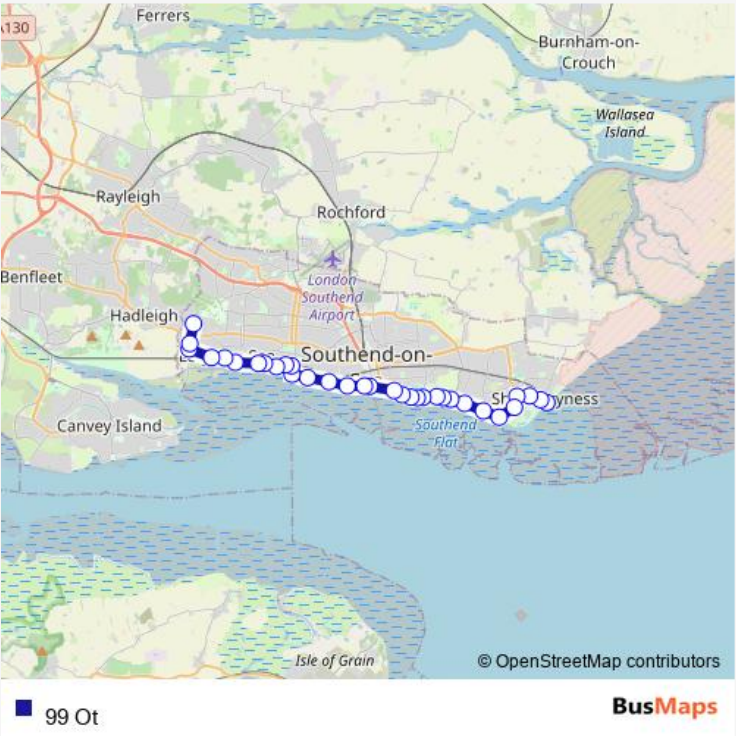 Ferrers
A130
Burnham-on-
Crouch
Wallasea
Island
Rayleigh
Rochford
London
Southend
Airport
Benfleet
Hadleigh
Southend-on-
Canvey Island
Southend
Flat
Isle of Grain
© OpenStreetMap contributors
99 Ot
BusMaps